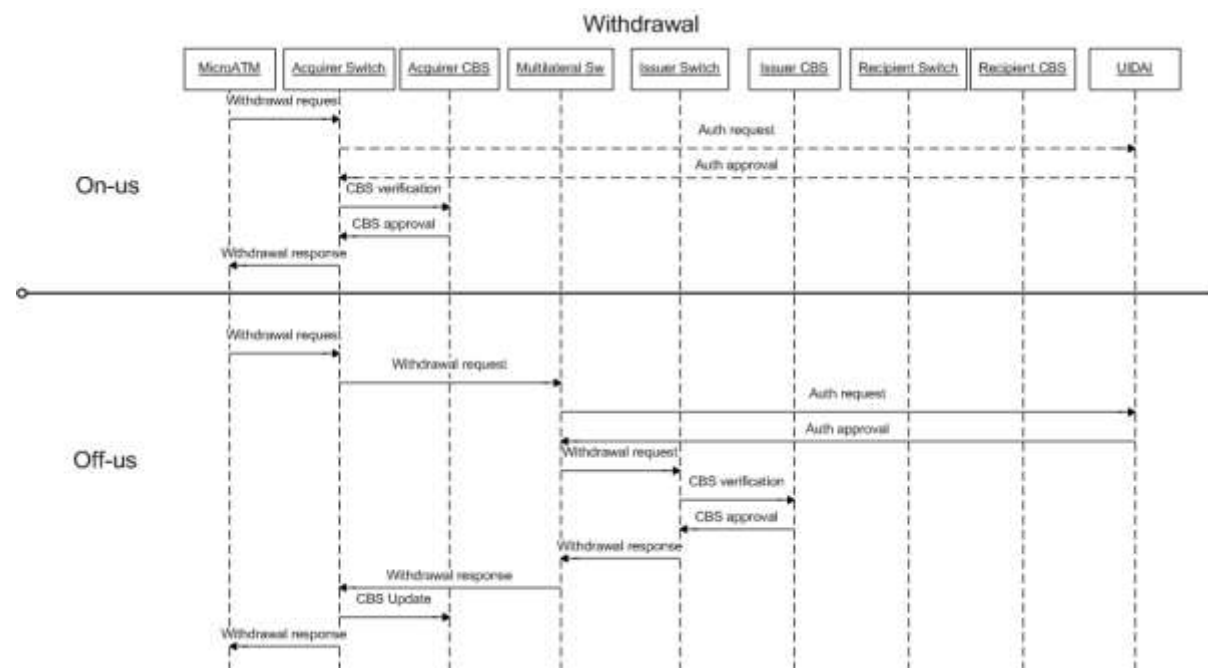 Withdrawal
MicroATM
Acquirer Switch
Acquirer CBS
Multilateral Sw
Issuer Switch
Issuer CBS
Recipient Switch
Recipient CBS
UIDAI
Withdrawal request
Auth request
Auth approval
On-us
CBS verification
CBS approval
Withdrawal response
Withdrawal request
Withdrawal request
Auth request
Auth approval
Off-us
Withdrawal request
CBS verification
CBS approval
Withdrawal response
Withdrawal response
CBS Update
Withdrawal response